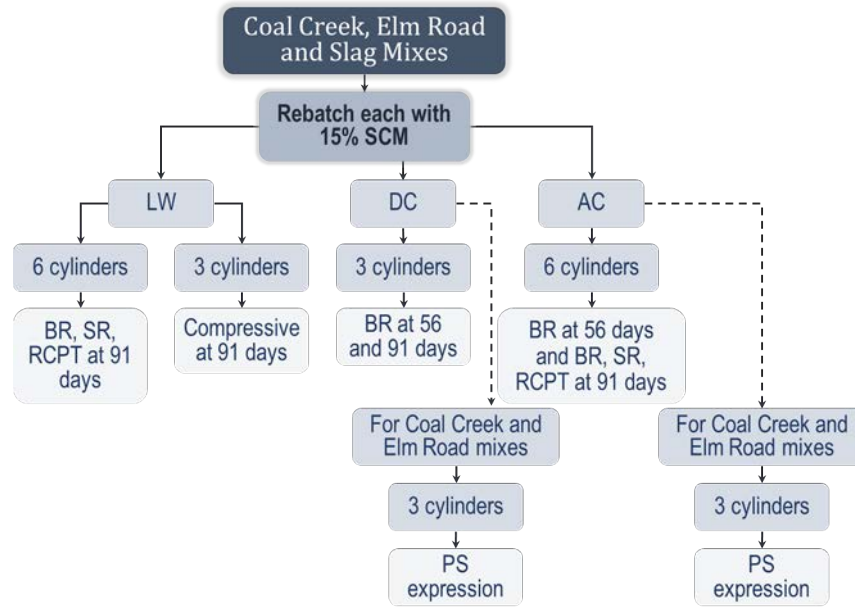 Coal Creek, Elm Road
and Slag Mixes
Rebatch each with
15% SCM
LW
DC
AC
6 cylinders
3 cylinders
3 cylinders
6 cylinders
BR, SR,
RCPT at 91
days
Compressive
at 91 days
BR at 56
and 91 days
BR at 56 days
and BR, SR,
RCPT at 91 days
For Coal Creek and
Elm Road mixes
For Coal Creek and
Elm Road mixes
3 cylinders
3 cylinders
PS
expression
PS
expression